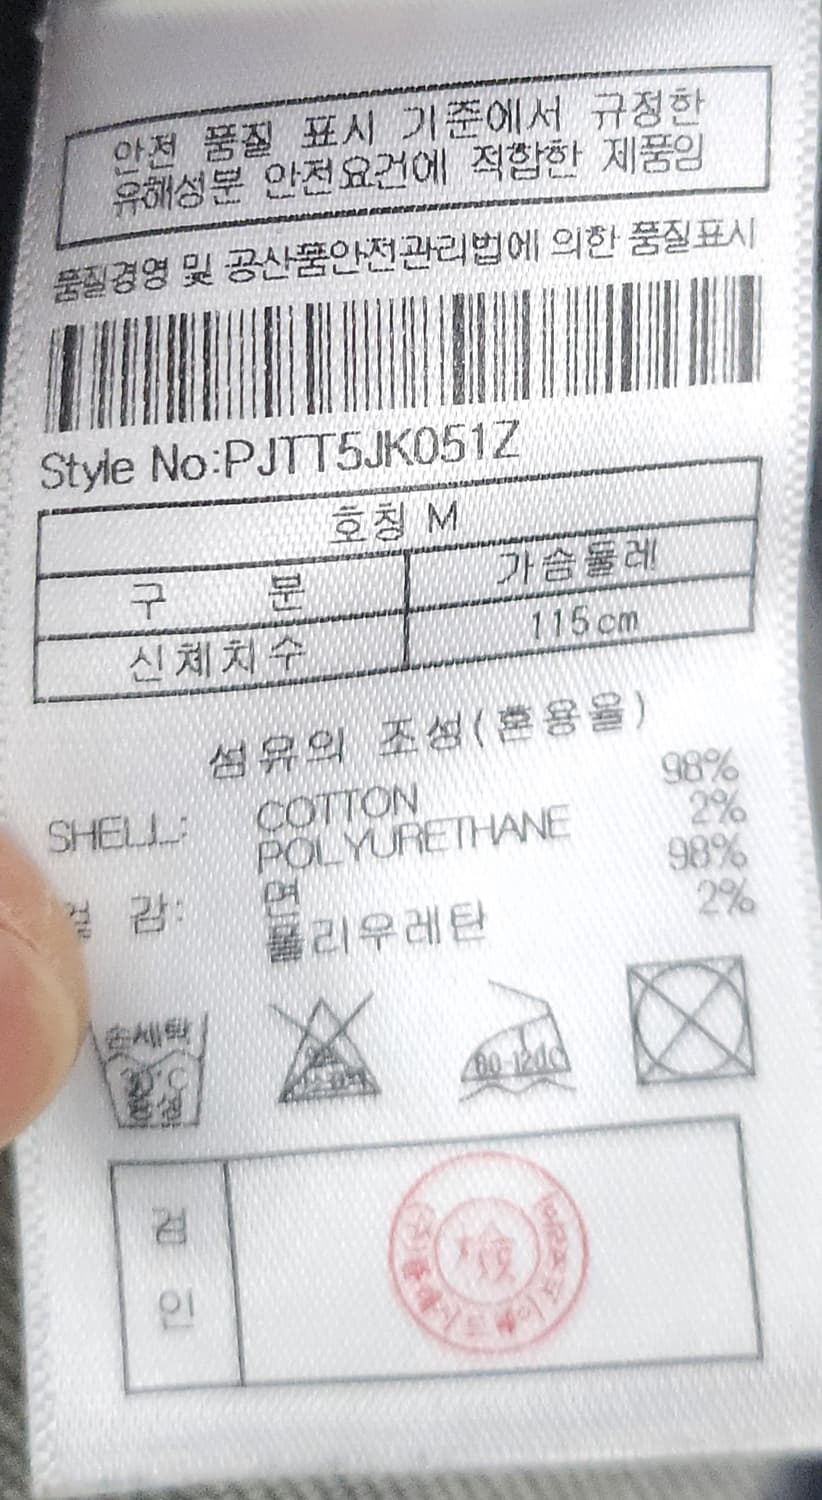 안전 품질 표시 기준에서 규정한
유해성분 안전요건에 적합한 제품임
품질경영 및 공산품안전관리법에 의한 품질표시
Style No:PJTT5JK051Z
호칭 M
구 분 가슴둘레
신체치수 115cm
섬유의 조성(혼용율)
SHELL: COTTON 98%
POLYURETHANE 2%
겉 감: 면 98%
폴리우레탄 2%
손세탁
80-120C
검
인
檢